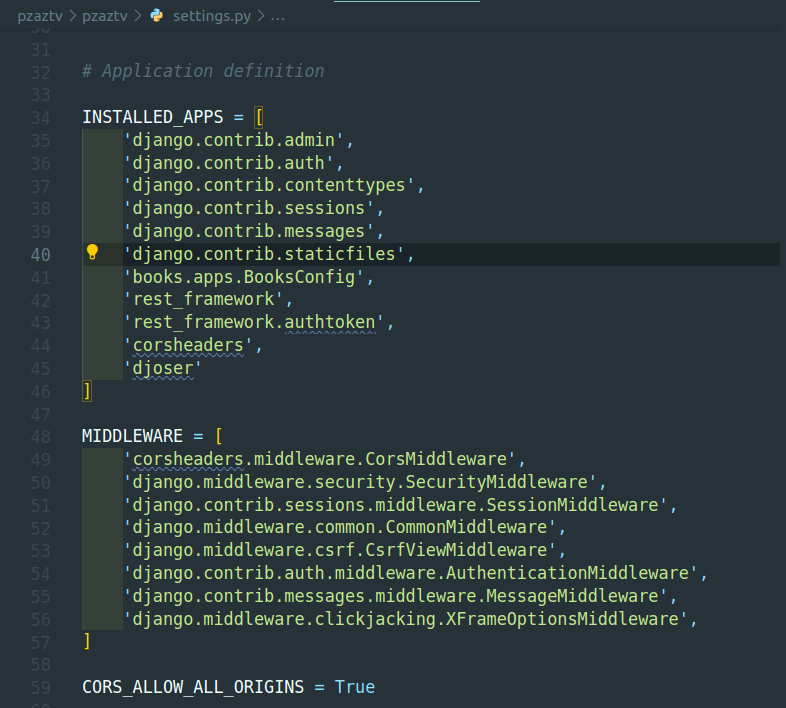 pzaztv > pzaztv > settings.py > ...
30
31
32 # Application definition
33
34 INSTALLED_APPS = [
35     'django.contrib.admin',
36     'django.contrib.auth',
37     'django.contrib.contenttypes',
38     'django.contrib.sessions',
39     'django.contrib.messages',
40     'django.contrib.staticfiles',
41     'books.apps.BooksConfig',
42     'rest_framework',
43     'rest_framework.authtoken',
44     'corsheaders',
45     'djoser'
46 ]
47
48 MIDDLEWARE = [
49     'corsheaders.middleware.CorsMiddleware',
50     'django.middleware.security.SecurityMiddleware',
51     'django.contrib.sessions.middleware.SessionMiddleware',
52     'django.middleware.common.CommonMiddleware',
53     'django.middleware.csrf.CsrfViewMiddleware',
54     'django.contrib.auth.middleware.AuthenticationMiddleware',
55     'django.contrib.messages.middleware.MessageMiddleware',
56     'django.middleware.clickjacking.XFrameOptionsMiddleware',
57 ]
58
59 CORS_ALLOW_ALL_ORIGINS = True
60